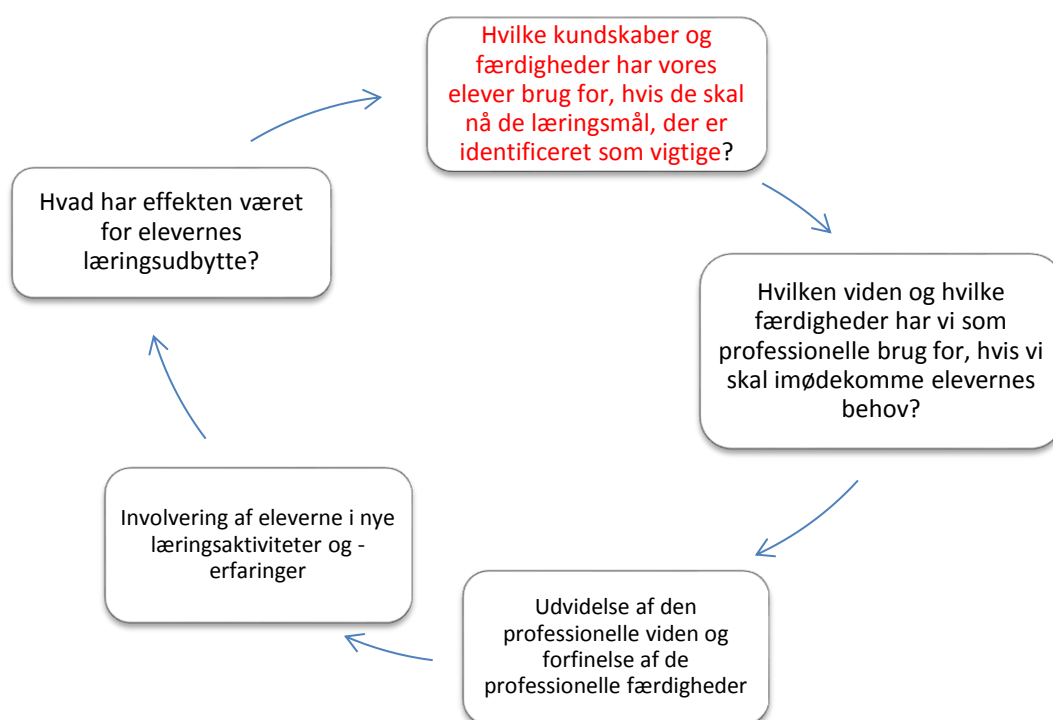 Hvilke kundskaber og
færdigheder har vores
elever brug for, hvis de skal
nå de læringsmål, der er
identificeret som vigtige?
Hvilken viden og hvilke
færdigheder har vi som
professionelle brug for, hvis vi
skal imødekomme elevernes
behov?
Udvidelse af den
professionelle viden og
forfinelse af de
professionelle færdigheder
Involvering af eleverne i nye
læringsaktiviteter og -
erfaringer
Hvad har effekten været
for elevernes
læringsudbytte?